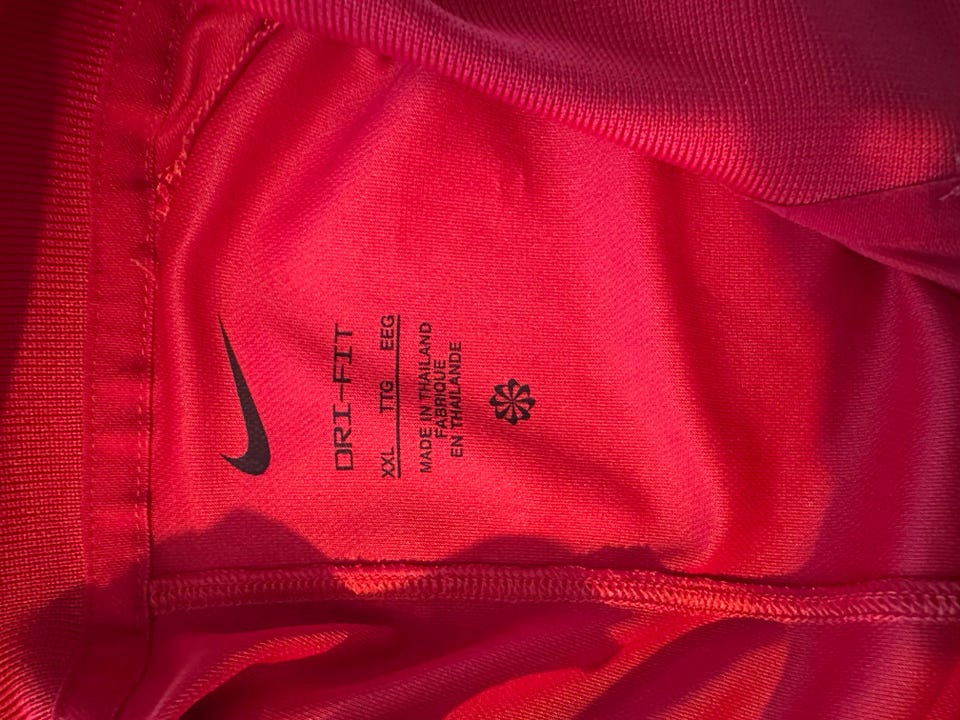 DRI-FIT
XXL TTG EEG
MADE IN THAILAND
FABRIQUE
EN THAILANDE